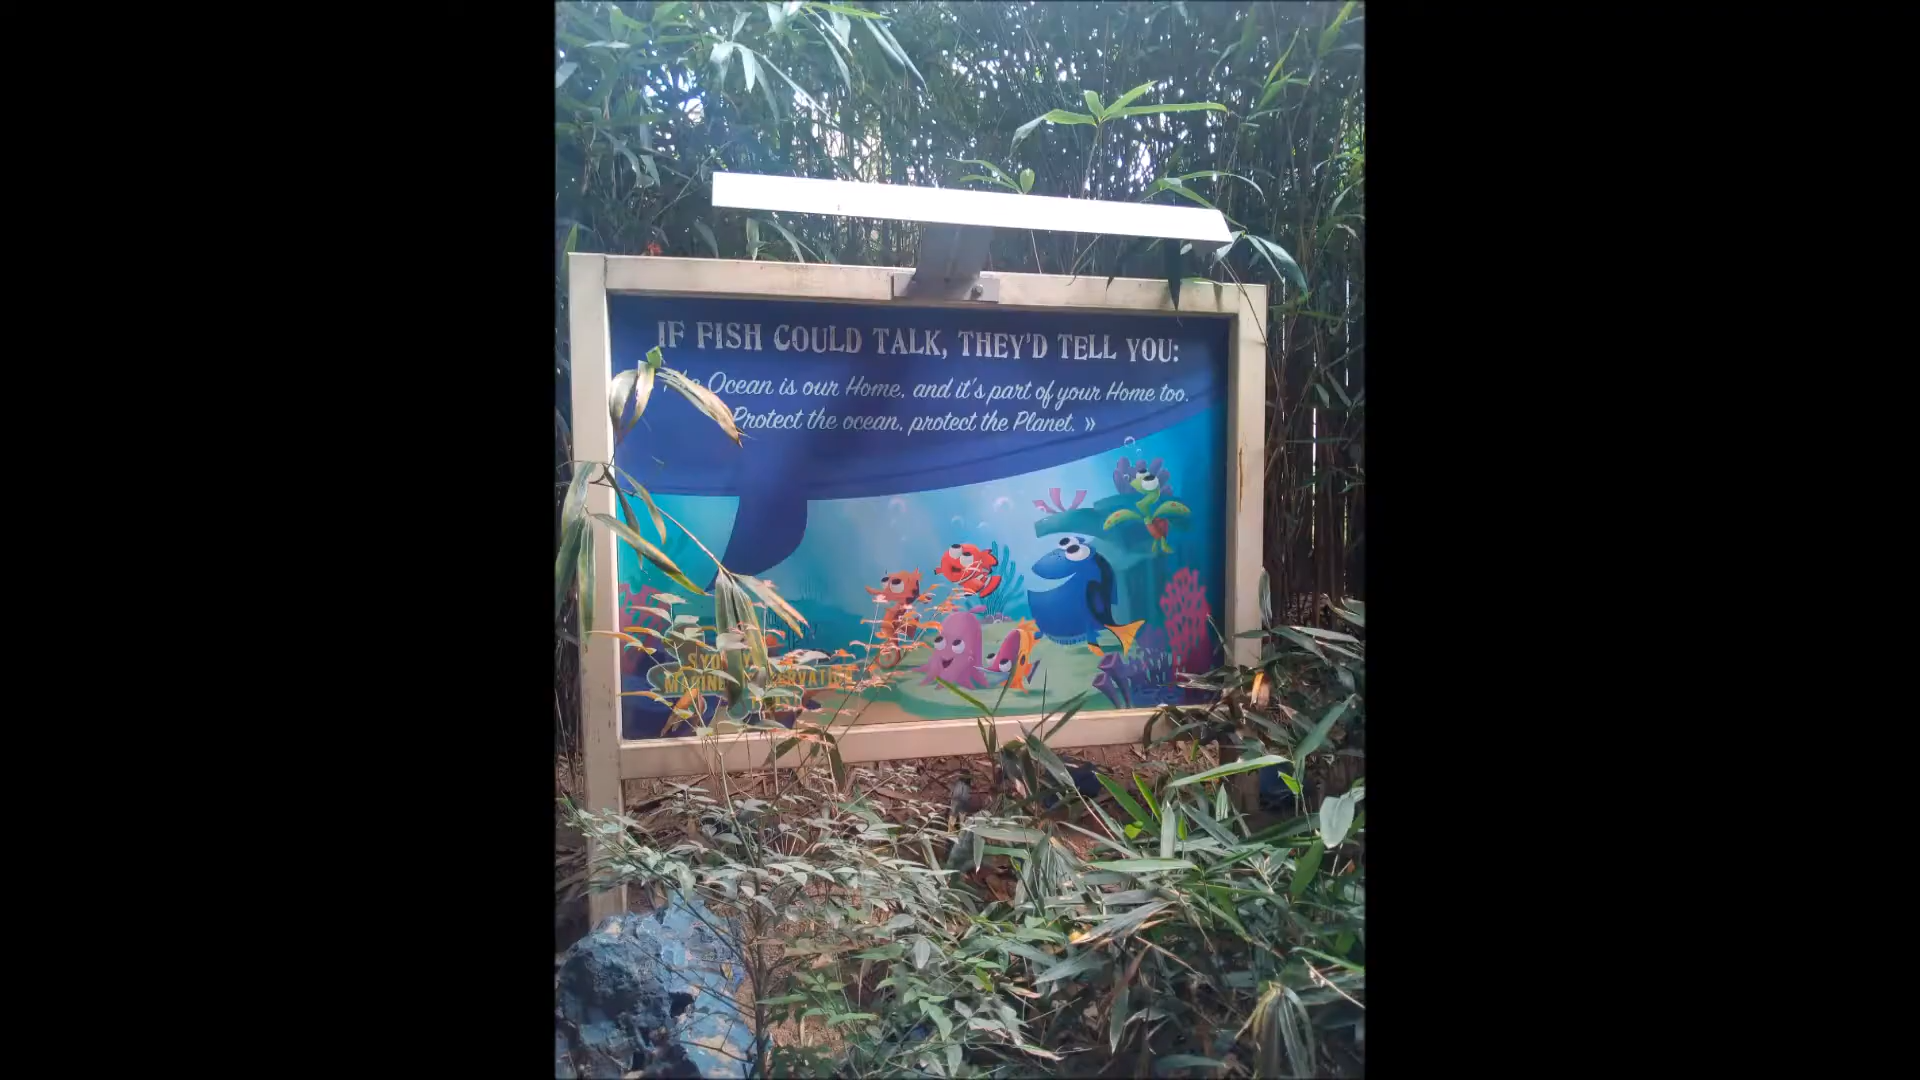 IF FISH COULD TALK, THEY'D TELL YOU:
Ocean is our Home, and it's part of your Home too.
Protect the ocean, protect the Planet. »
MARINE